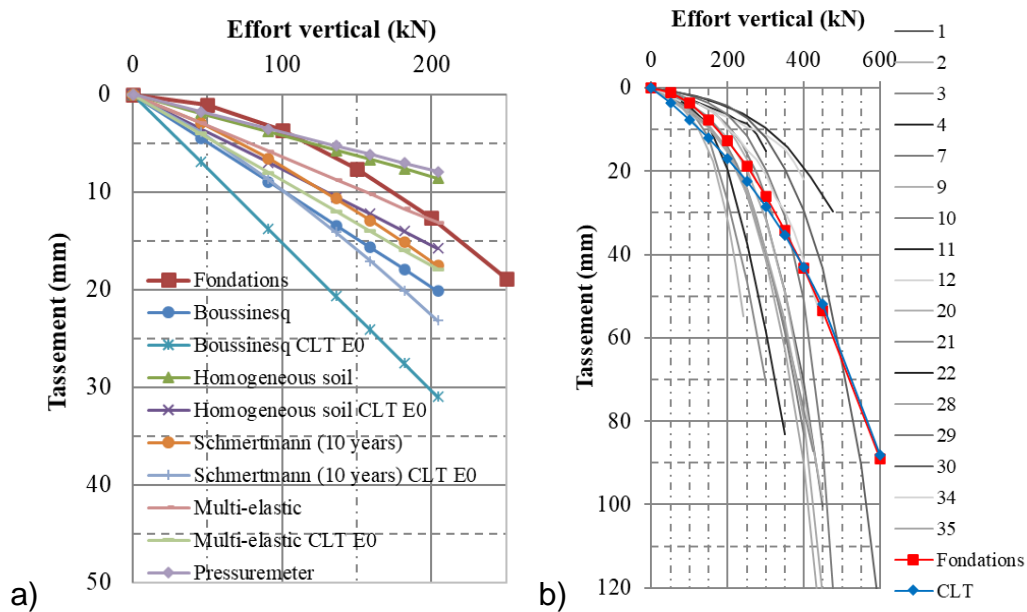 Effort vertical (kN)
0 100 200
Tassement (mm)
0
10
20
30
40
50
Fondations
Boussinesq
Boussinesq CLT E0
Homogeneous soil
Homogeneous soil CLT E0
Schmertmann (10 years)
Schmertmann (10 years) CLT E0
Multi-elastic
Multi-elastic CLT E0
Pressuremeter
a)
Effort vertical (kN)
0 200 400 600
Tassement (mm)
0
20
40
60
80
100
120
1
2
3
4
7
9
10
11
12
20
21
22
28
29
30
34
35
Fondations
CLT
b)